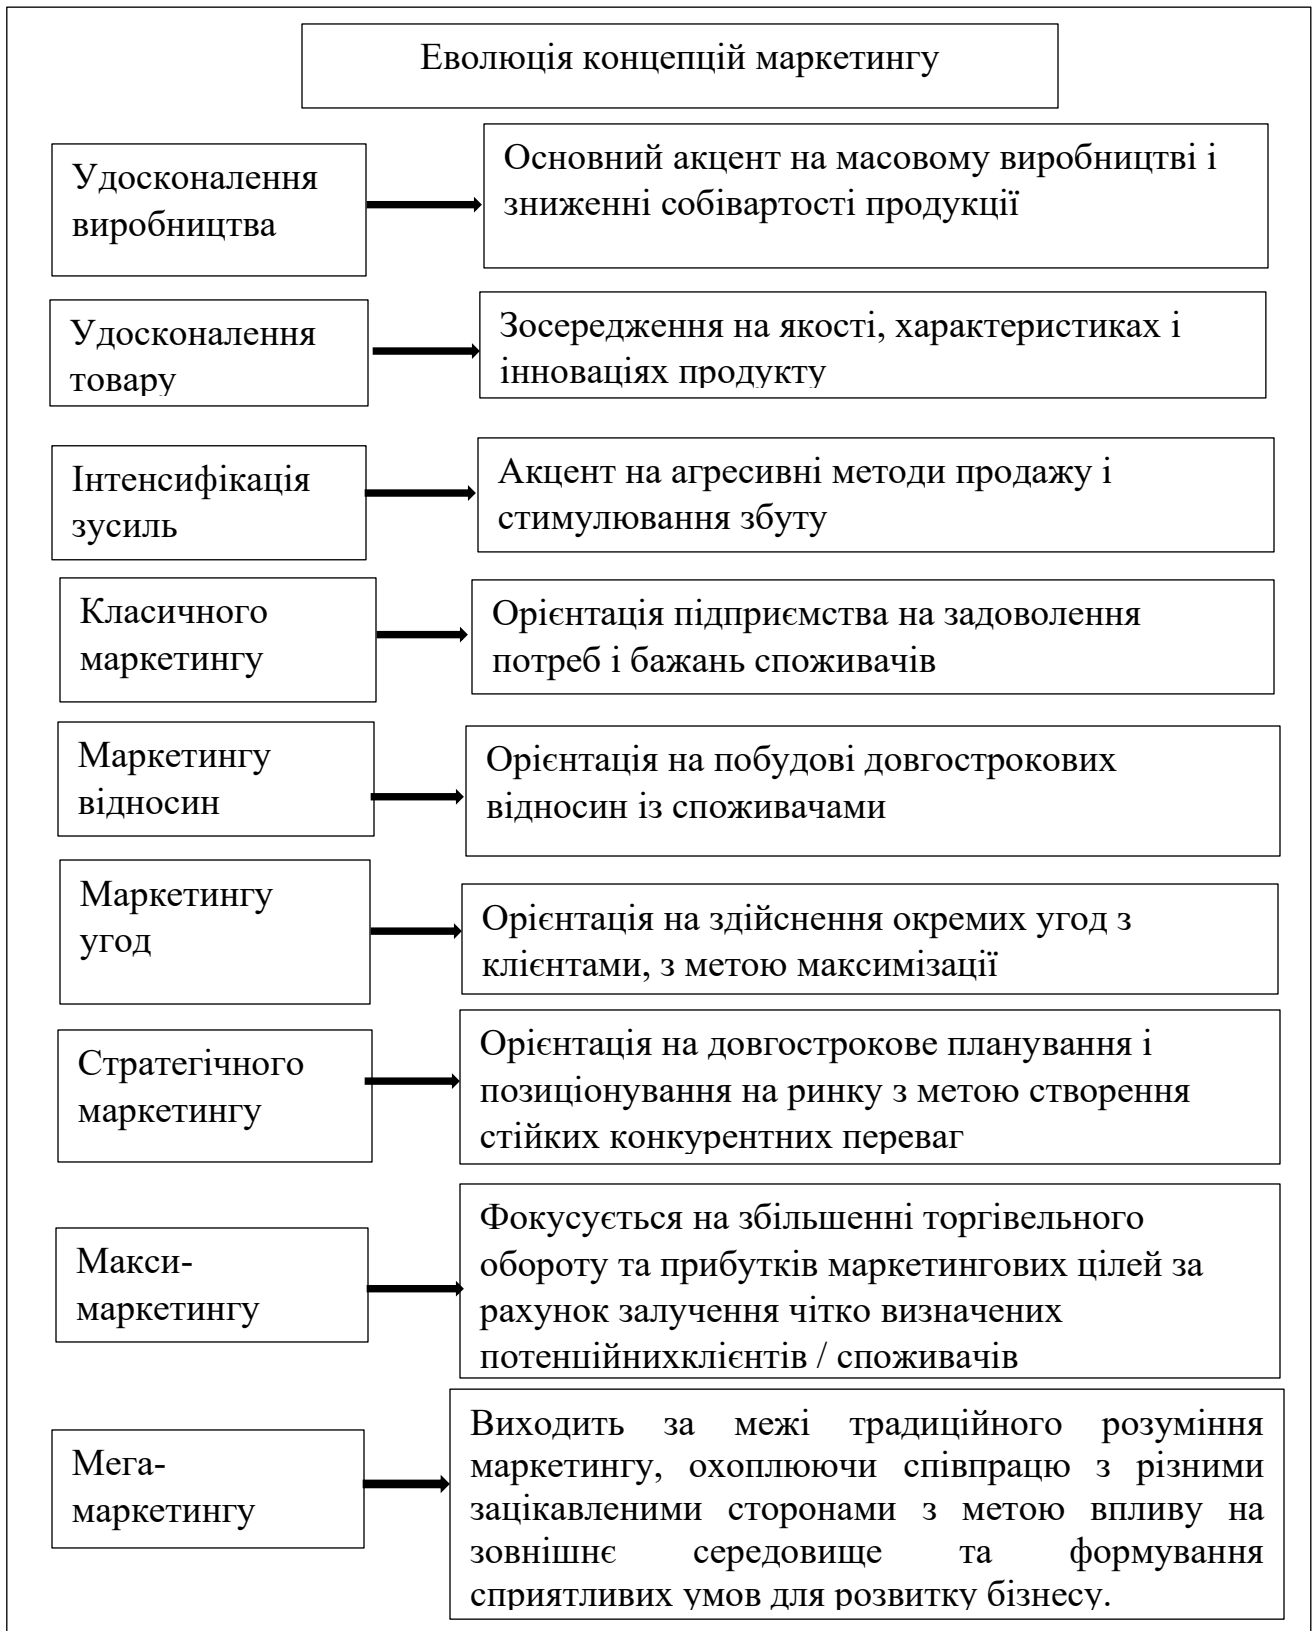 Еволюція концепцій маркетингу
Удосконалення
виробництва
Основний акцент на масовому виробництві і
зниженні собівартості продукції
Удосконалення
товару
Зосередження на якості, характеристиках і
інноваціях продукту
Інтенсифікація
зусиль
Акцент на агресивні методи продажу і
стимулювання збуту
Класичного
маркетингу
Орієнтація підприємства на задоволення
потреб і бажань споживачів
Маркетингу
відносин
Орієнтація на побудові довгострокових
відносин із споживачами
Маркетингу
угод
Орієнтація на здійснення окремих угод з
клієнтами, з метою максимізації
Стратегічного
маркетингу
Орієнтація на довгострокове планування і
позиціонування на ринку з метою створення
стійких конкурентних переваг
Макси-
маркетингу
Фокусується на збільшенні торгівельного
обороту та прибутків маркетингових цілей за
рахунок залучення чітко визначених
потенційнихклієнтів / споживачів
Мега-
маркетингу
Виходить за межі традиційного розуміння
маркетингу, охоплюючи співпрацю з різними
зацікавленими сторонами з метою впливу на
зовнішнє середовище та формування
сприятливих умов для розвитку бізнесу.